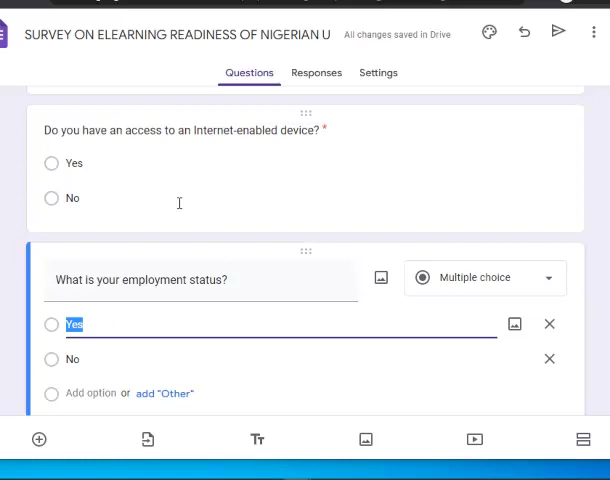 SURVEY ON ELEARNING READINESS OF NIGERIAN U All changes saved in Drive
Questions Responses Settings
Do you have an access to an Internet-enabled device? *
Yes
No
What is your employment status? Multiple choice
Yes
No
Add option or add "Other"
Tт